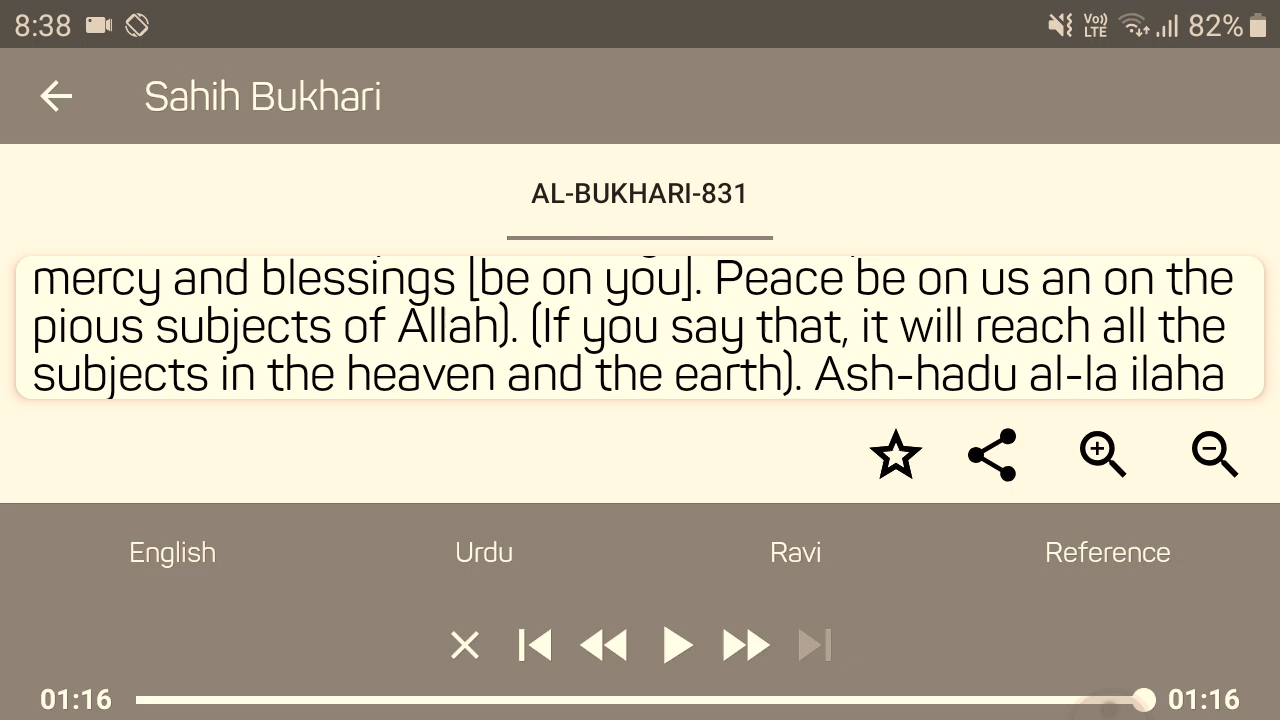 8:38
Vo)) LTE 82%
Sahih Bukhari
AL-BUKHARI-831
mercy and blessings [be on you]. Peace be on us an on the
pious subjects of Allah). (If you say that, it will reach all the
subjects in the heaven and the earth). Ash-hadu al-la ilaha
English Urdu Ravi Reference
01:16 01:16